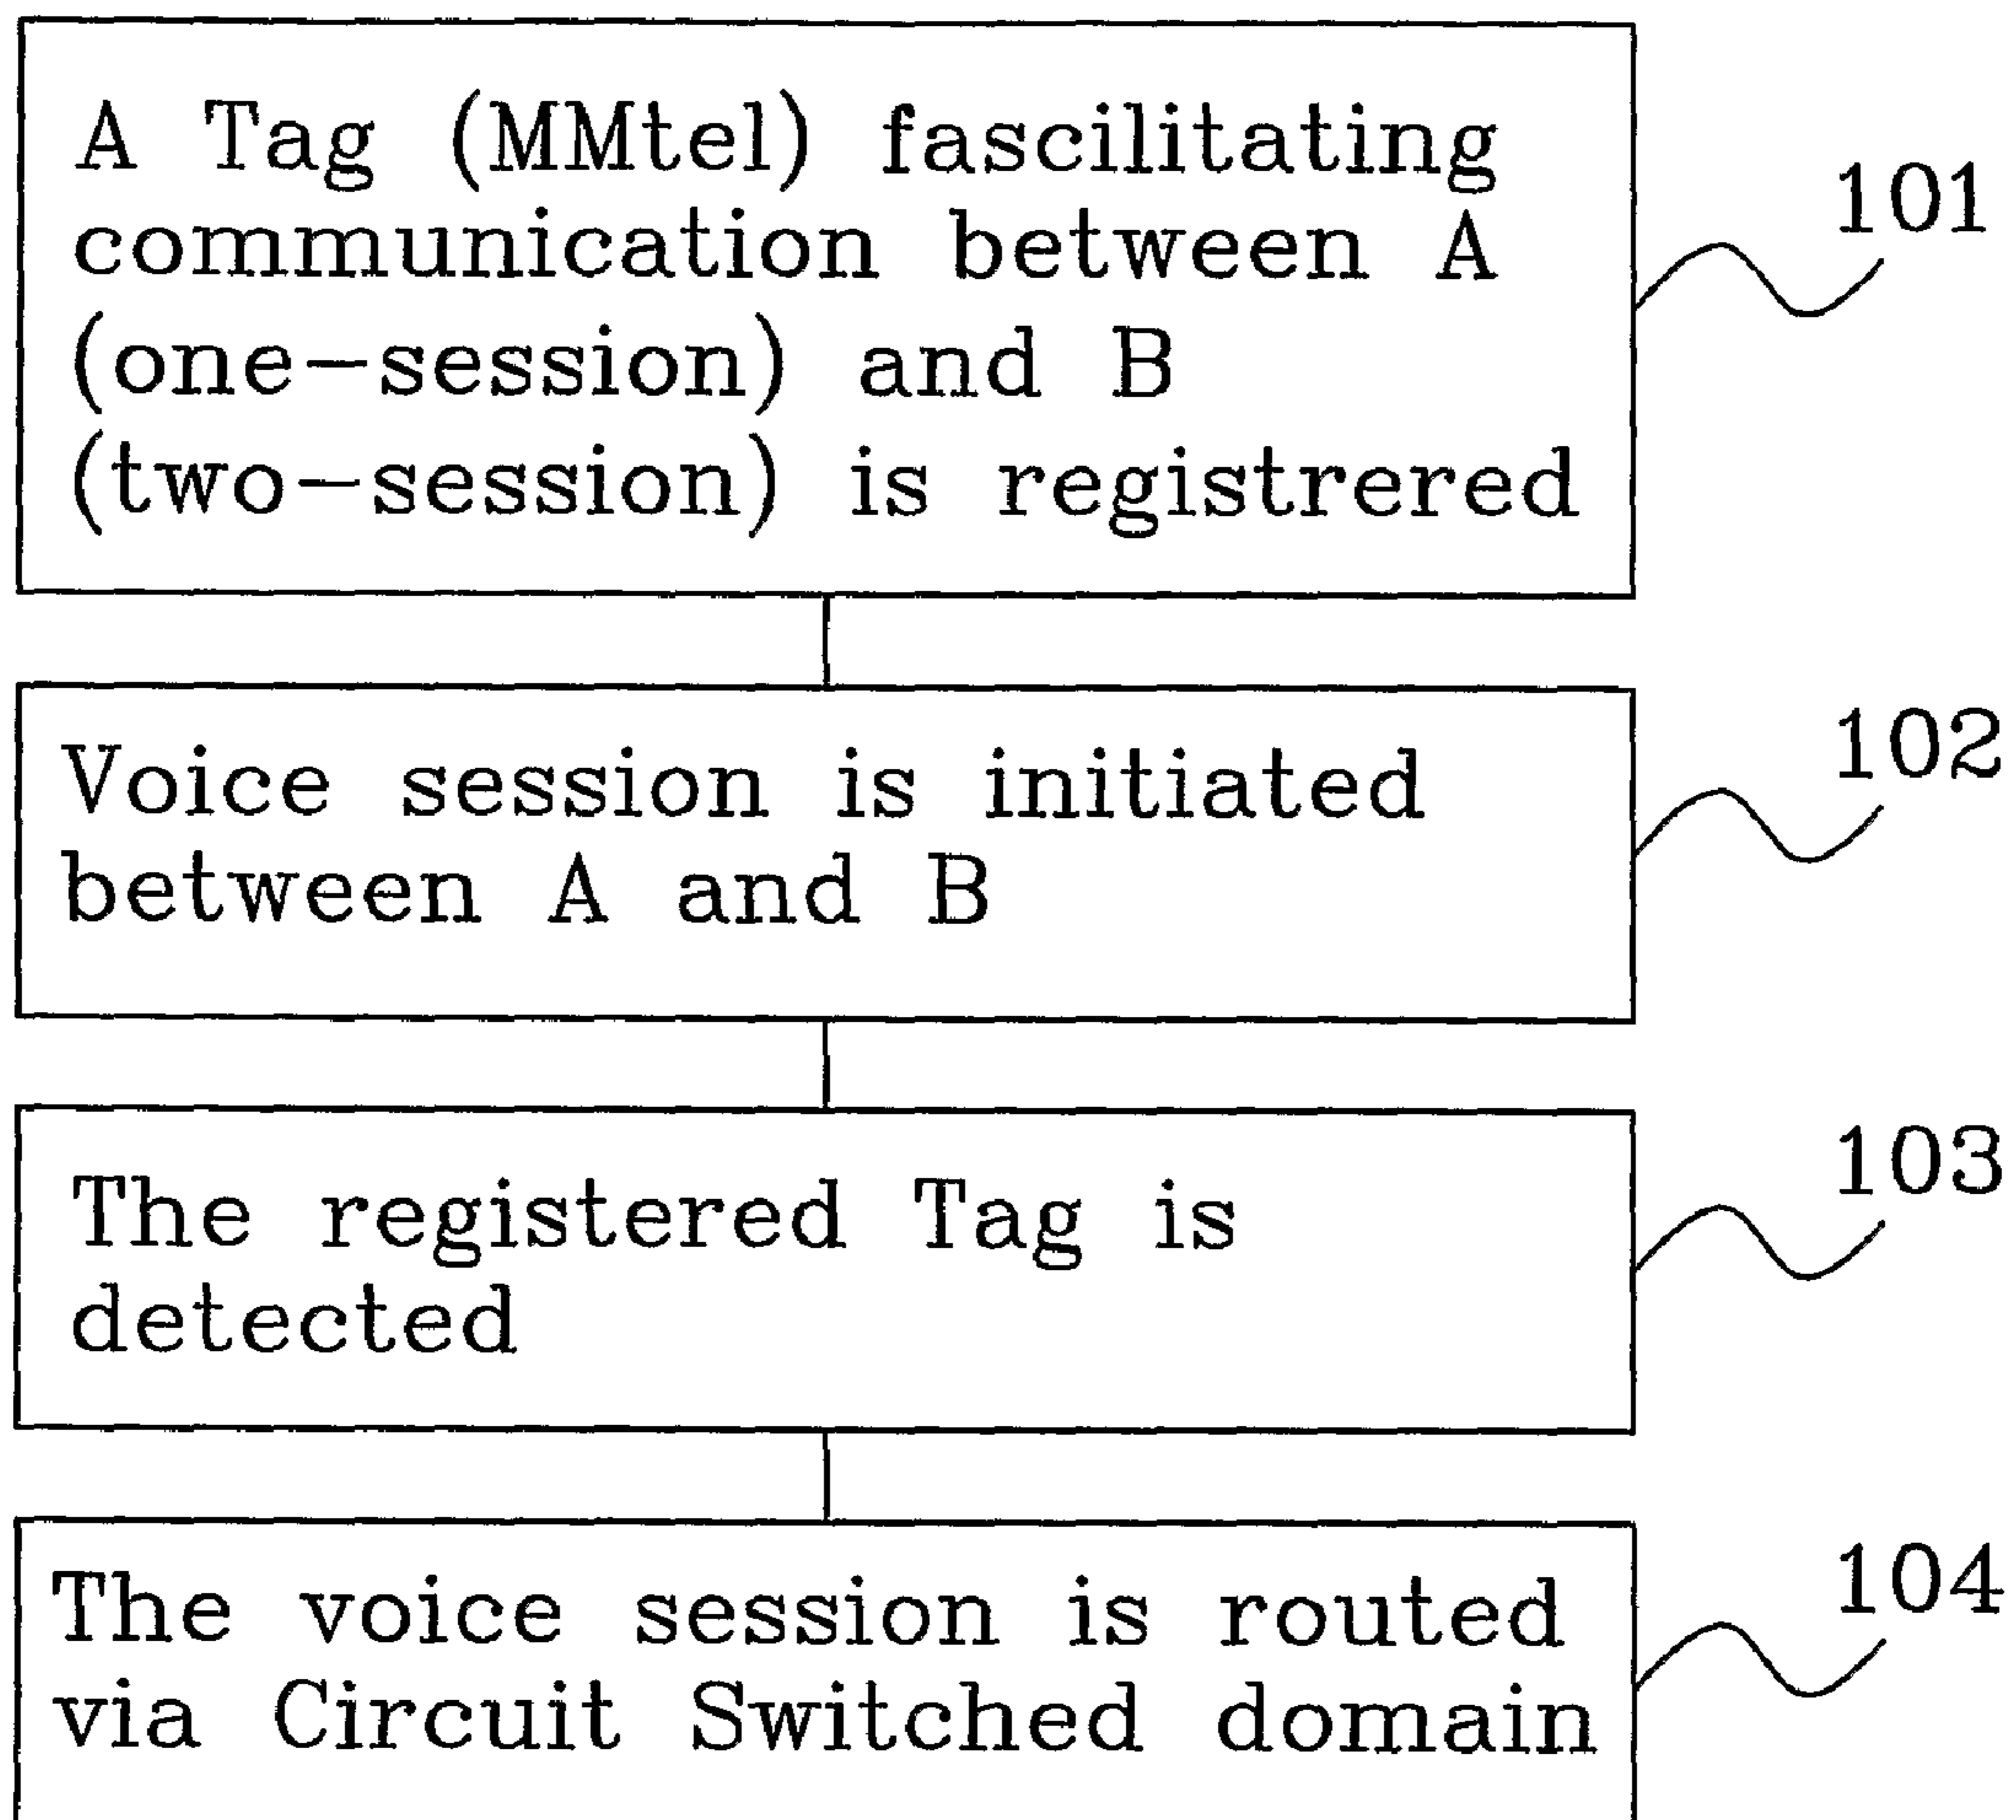 A Tag (MMtel) fascilitating
communication between A
(one-session) and B
(two-session) is registrered
101
Voice session is initiated
between A and B
102
The registered Tag is
detected
103
The voice session is routed
via Circuit Switched domain
104